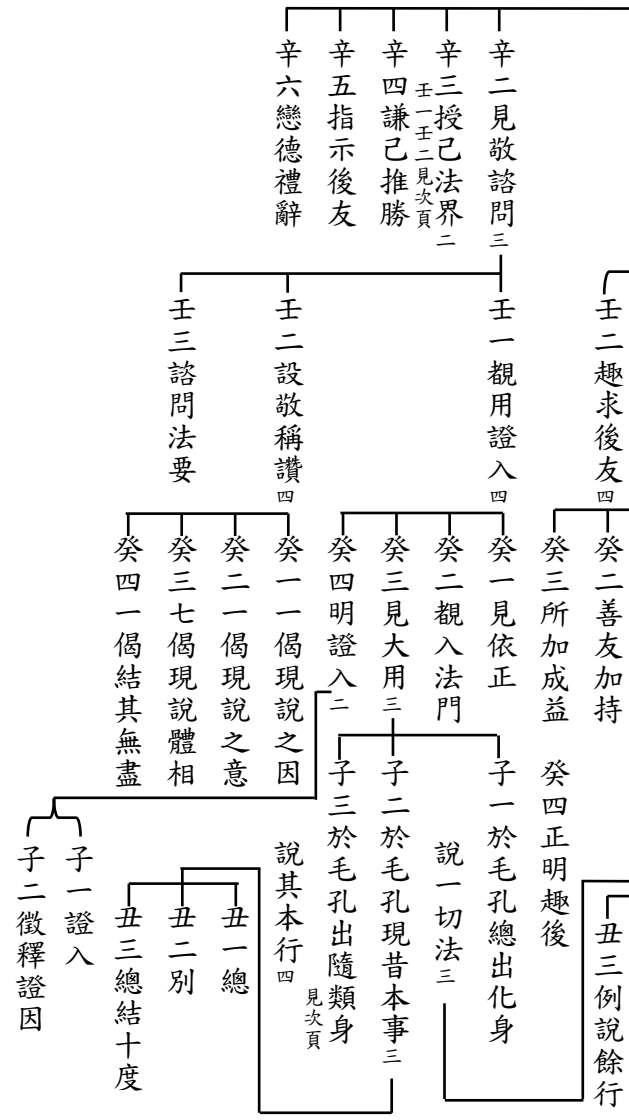 辛二見敬諮問三
辛三授己法界二
壬一壬二見次頁
辛四謙己推勝
辛五指示後友
辛六戀德禮辭
壬二趣求後友四
壬一覩用證入四
壬二設敬稱讚四
壬三諮問法要
癸二善友加持
癸三所加成益
癸四正明趣後
癸一見依正
癸二覩入法門
癸三見大用三
癸四明證入二
癸一一偈現說之因
癸二一偈現說之意
癸三七偈現說體相
癸四一偈結其無盡
丑三例說餘行
子一於毛孔總出化身
說一切法三
子二於毛孔現昔本事三
子三於毛孔出隨類身
見次頁
說其本行四
丑一總
丑二別
丑三總結十度
子一證入
子二徵釋證因